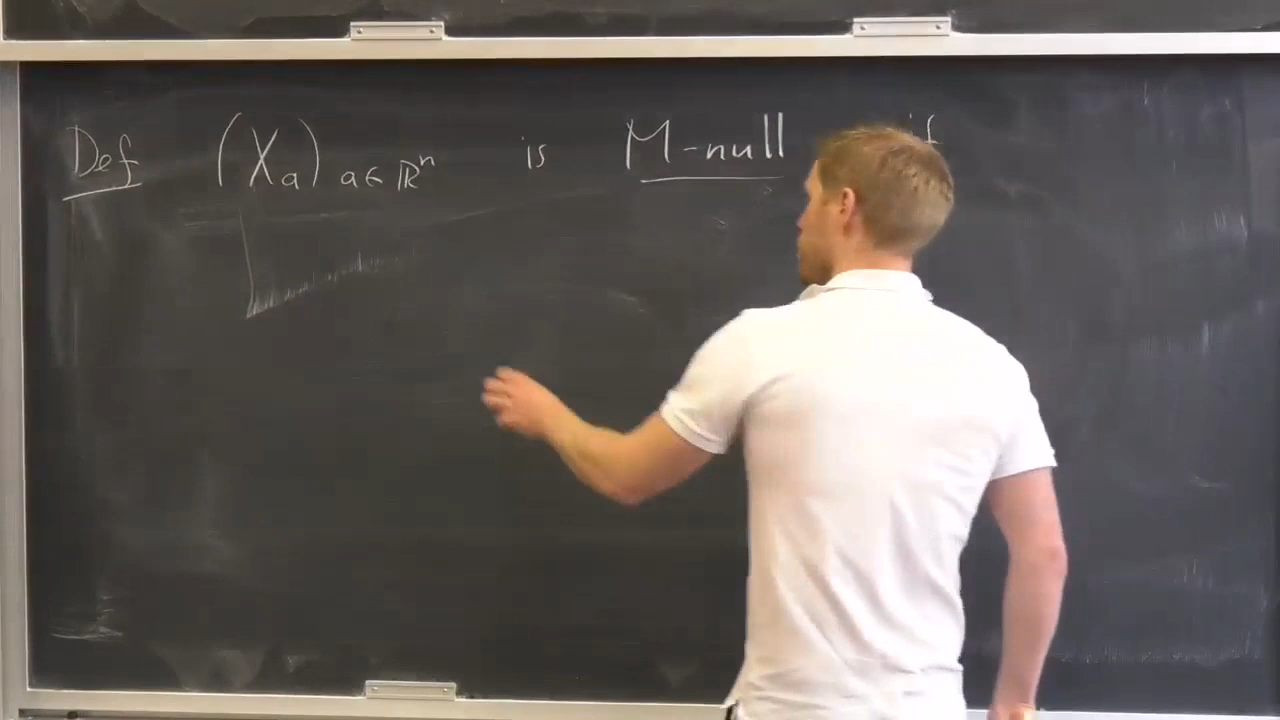 Def (Xₐ)ₐ∈ℝⁿ is M-null if